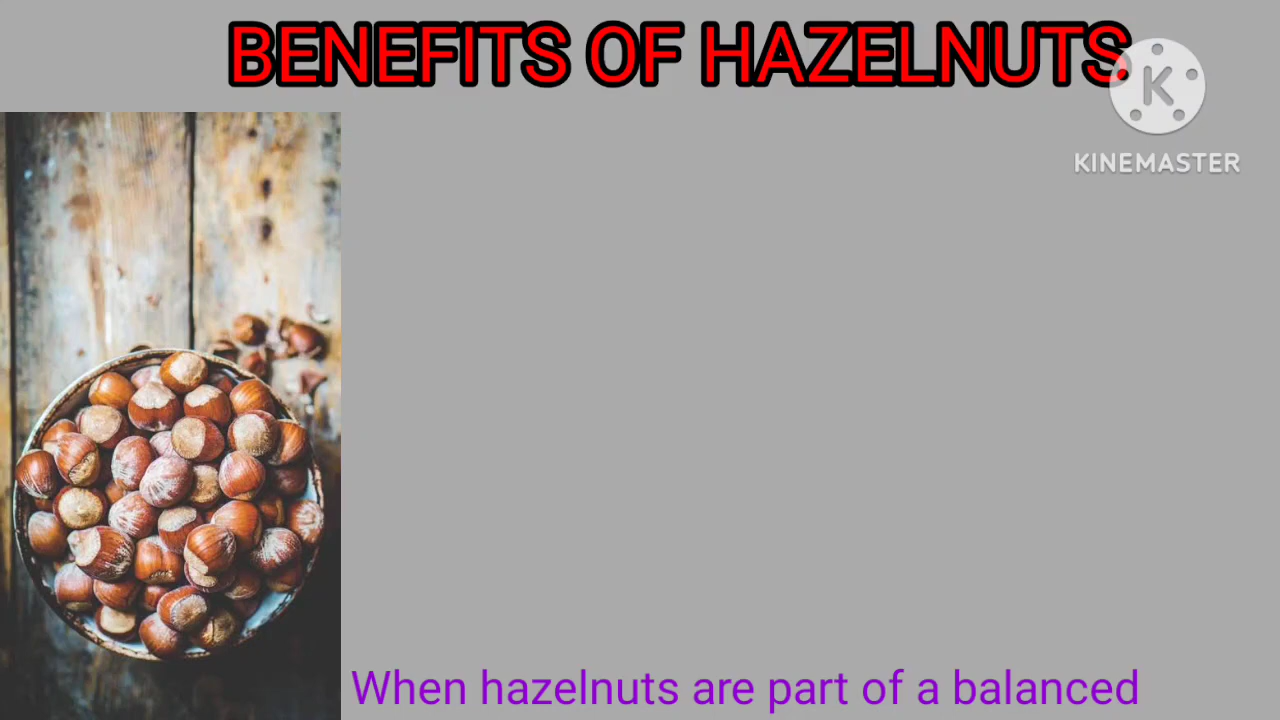 BENEFITS OF HAZELNUTS
K
KINEMASTER
When hazelnuts are part of a balanced